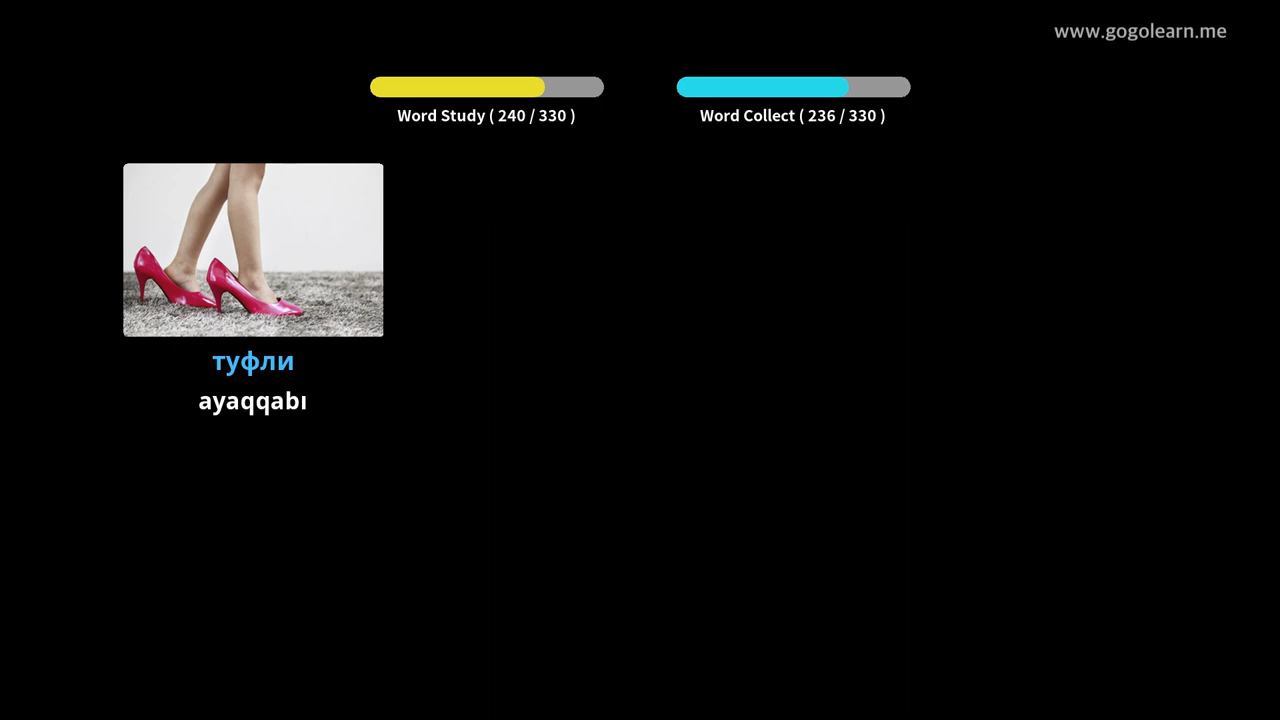 www.gogolearn.me
Word Study ( 240 / 330 )
Word Collect ( 236 / 330 )
туфли
ayaqqabı